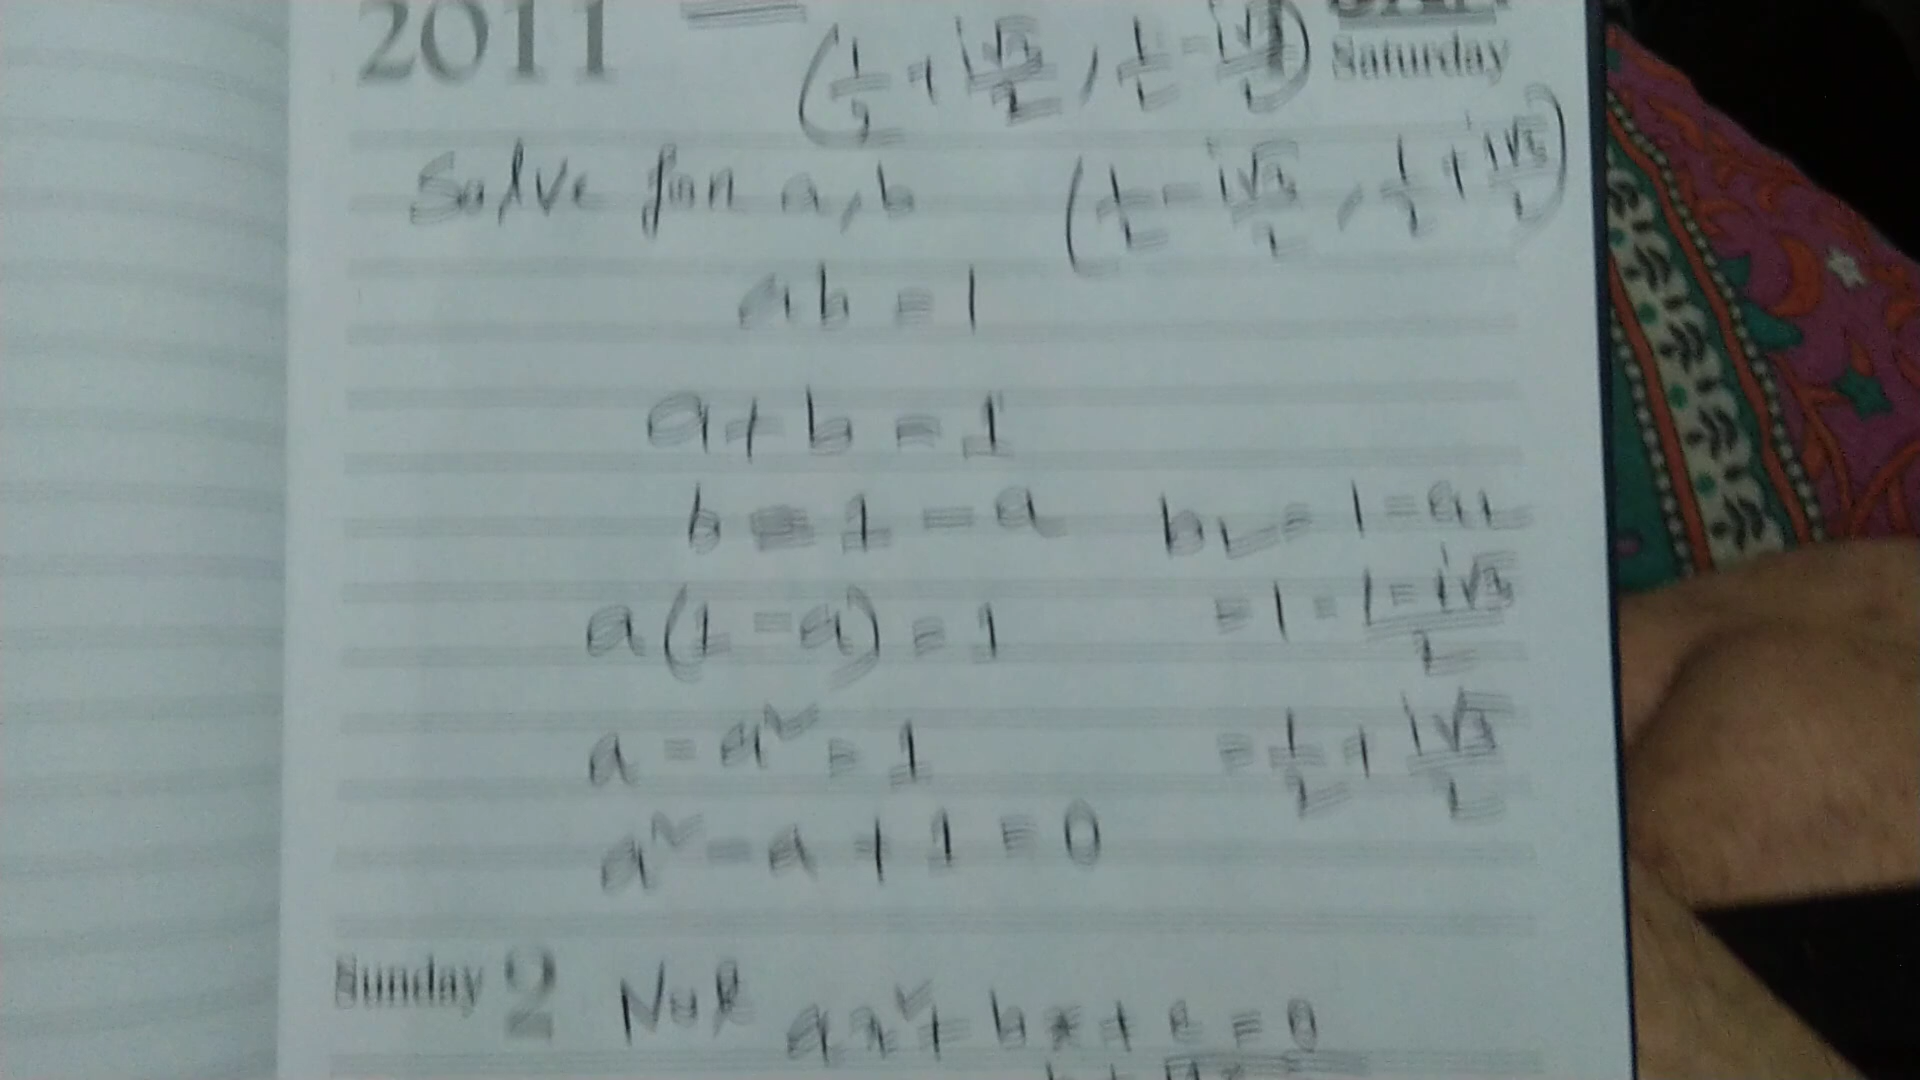 2011
(1/2 + i√3/2 , 1/2 - i√3/2)
Saturday
Solve for a, b
(1/2 - i√3/2 , 1/2 + i√3/2)
ab = 1
a + b = 1
b = 1 - a
b2 = 1 - a2
a(1 - a) = 1
= 1 - 1 - i√3/2
a - a² = 1
= 1/2 + i√3/2
a² - a + 1 = 0
Sunday 2
ax² + bx + c = 0